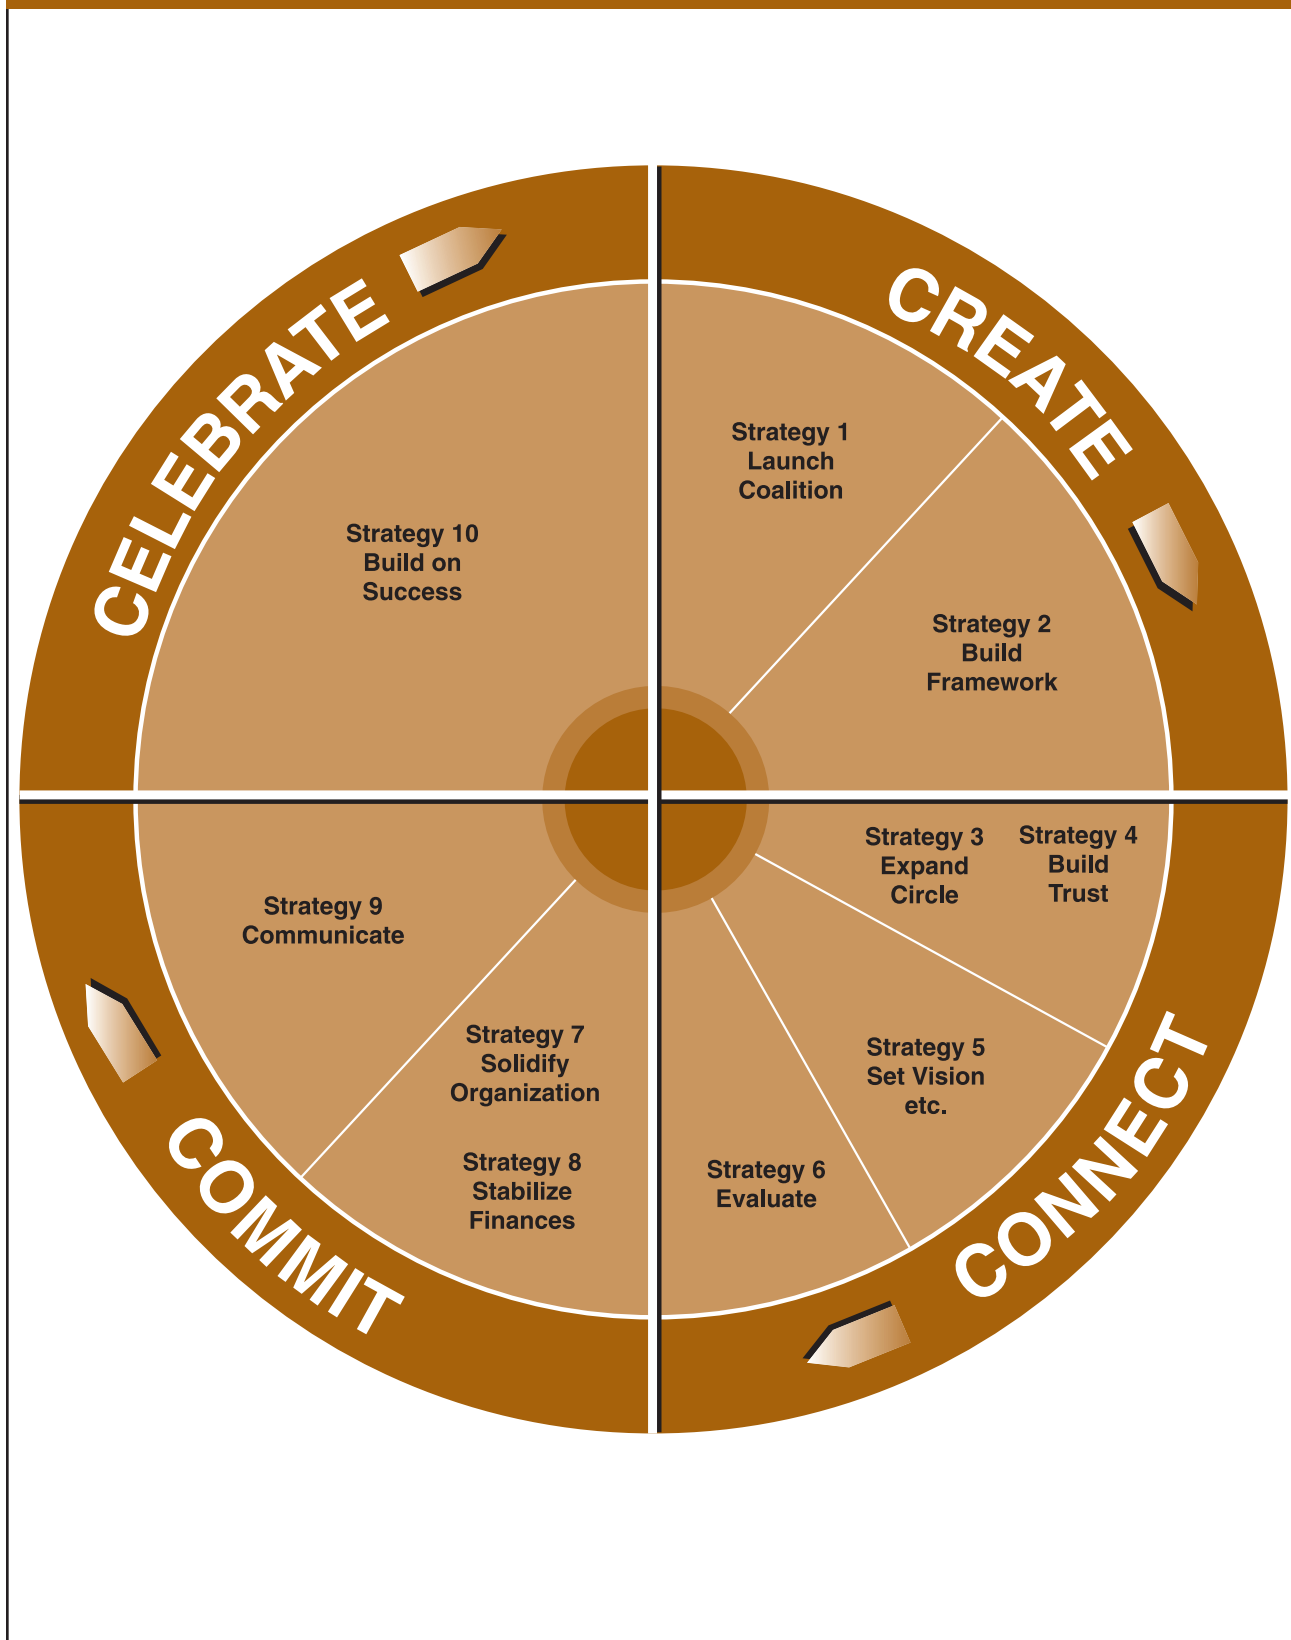 CREATE
Strategy 1
Launch
Coalition
Strategy 2
Build
Framework
CONNECT
Strategy 3
Expand
Circle
Strategy 4
Build
Trust
Strategy 5
Set Vision
etc.
Strategy 6
Evaluate
COMMIT
Strategy 7
Solidify
Organization
Strategy 8
Stabilize
Finances
Strategy 9
Communicate
CELEBRATE
Strategy 10
Build on
Success